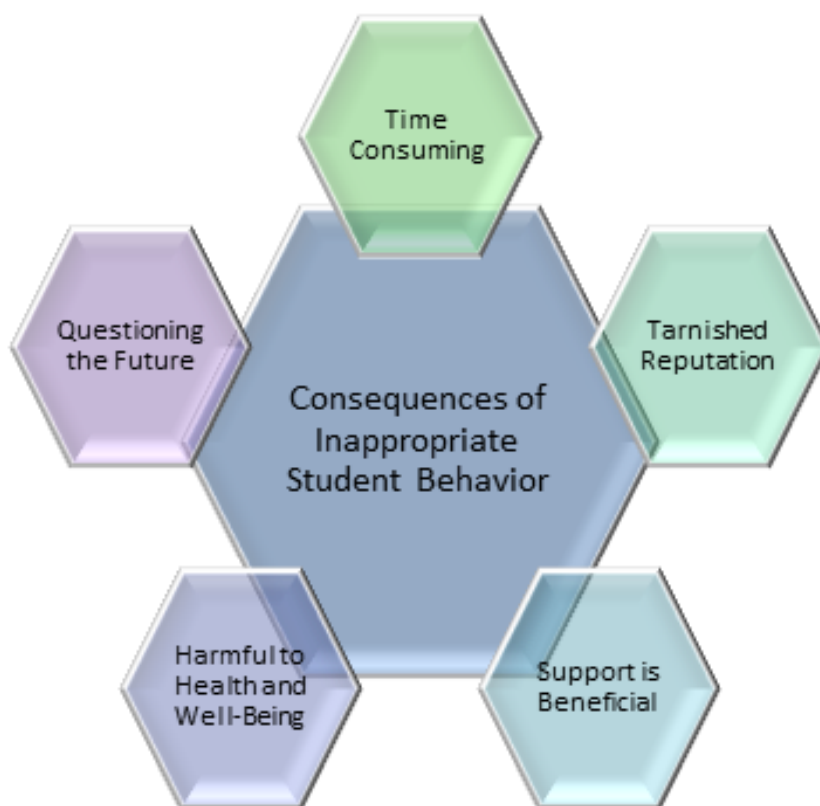 Time
Consuming
Questioning
the Future
Tarnished
Reputation
Consequences of
Inappropriate
Student Behavior
Harmful to
Health and
Well-Being
Support is
Beneficial